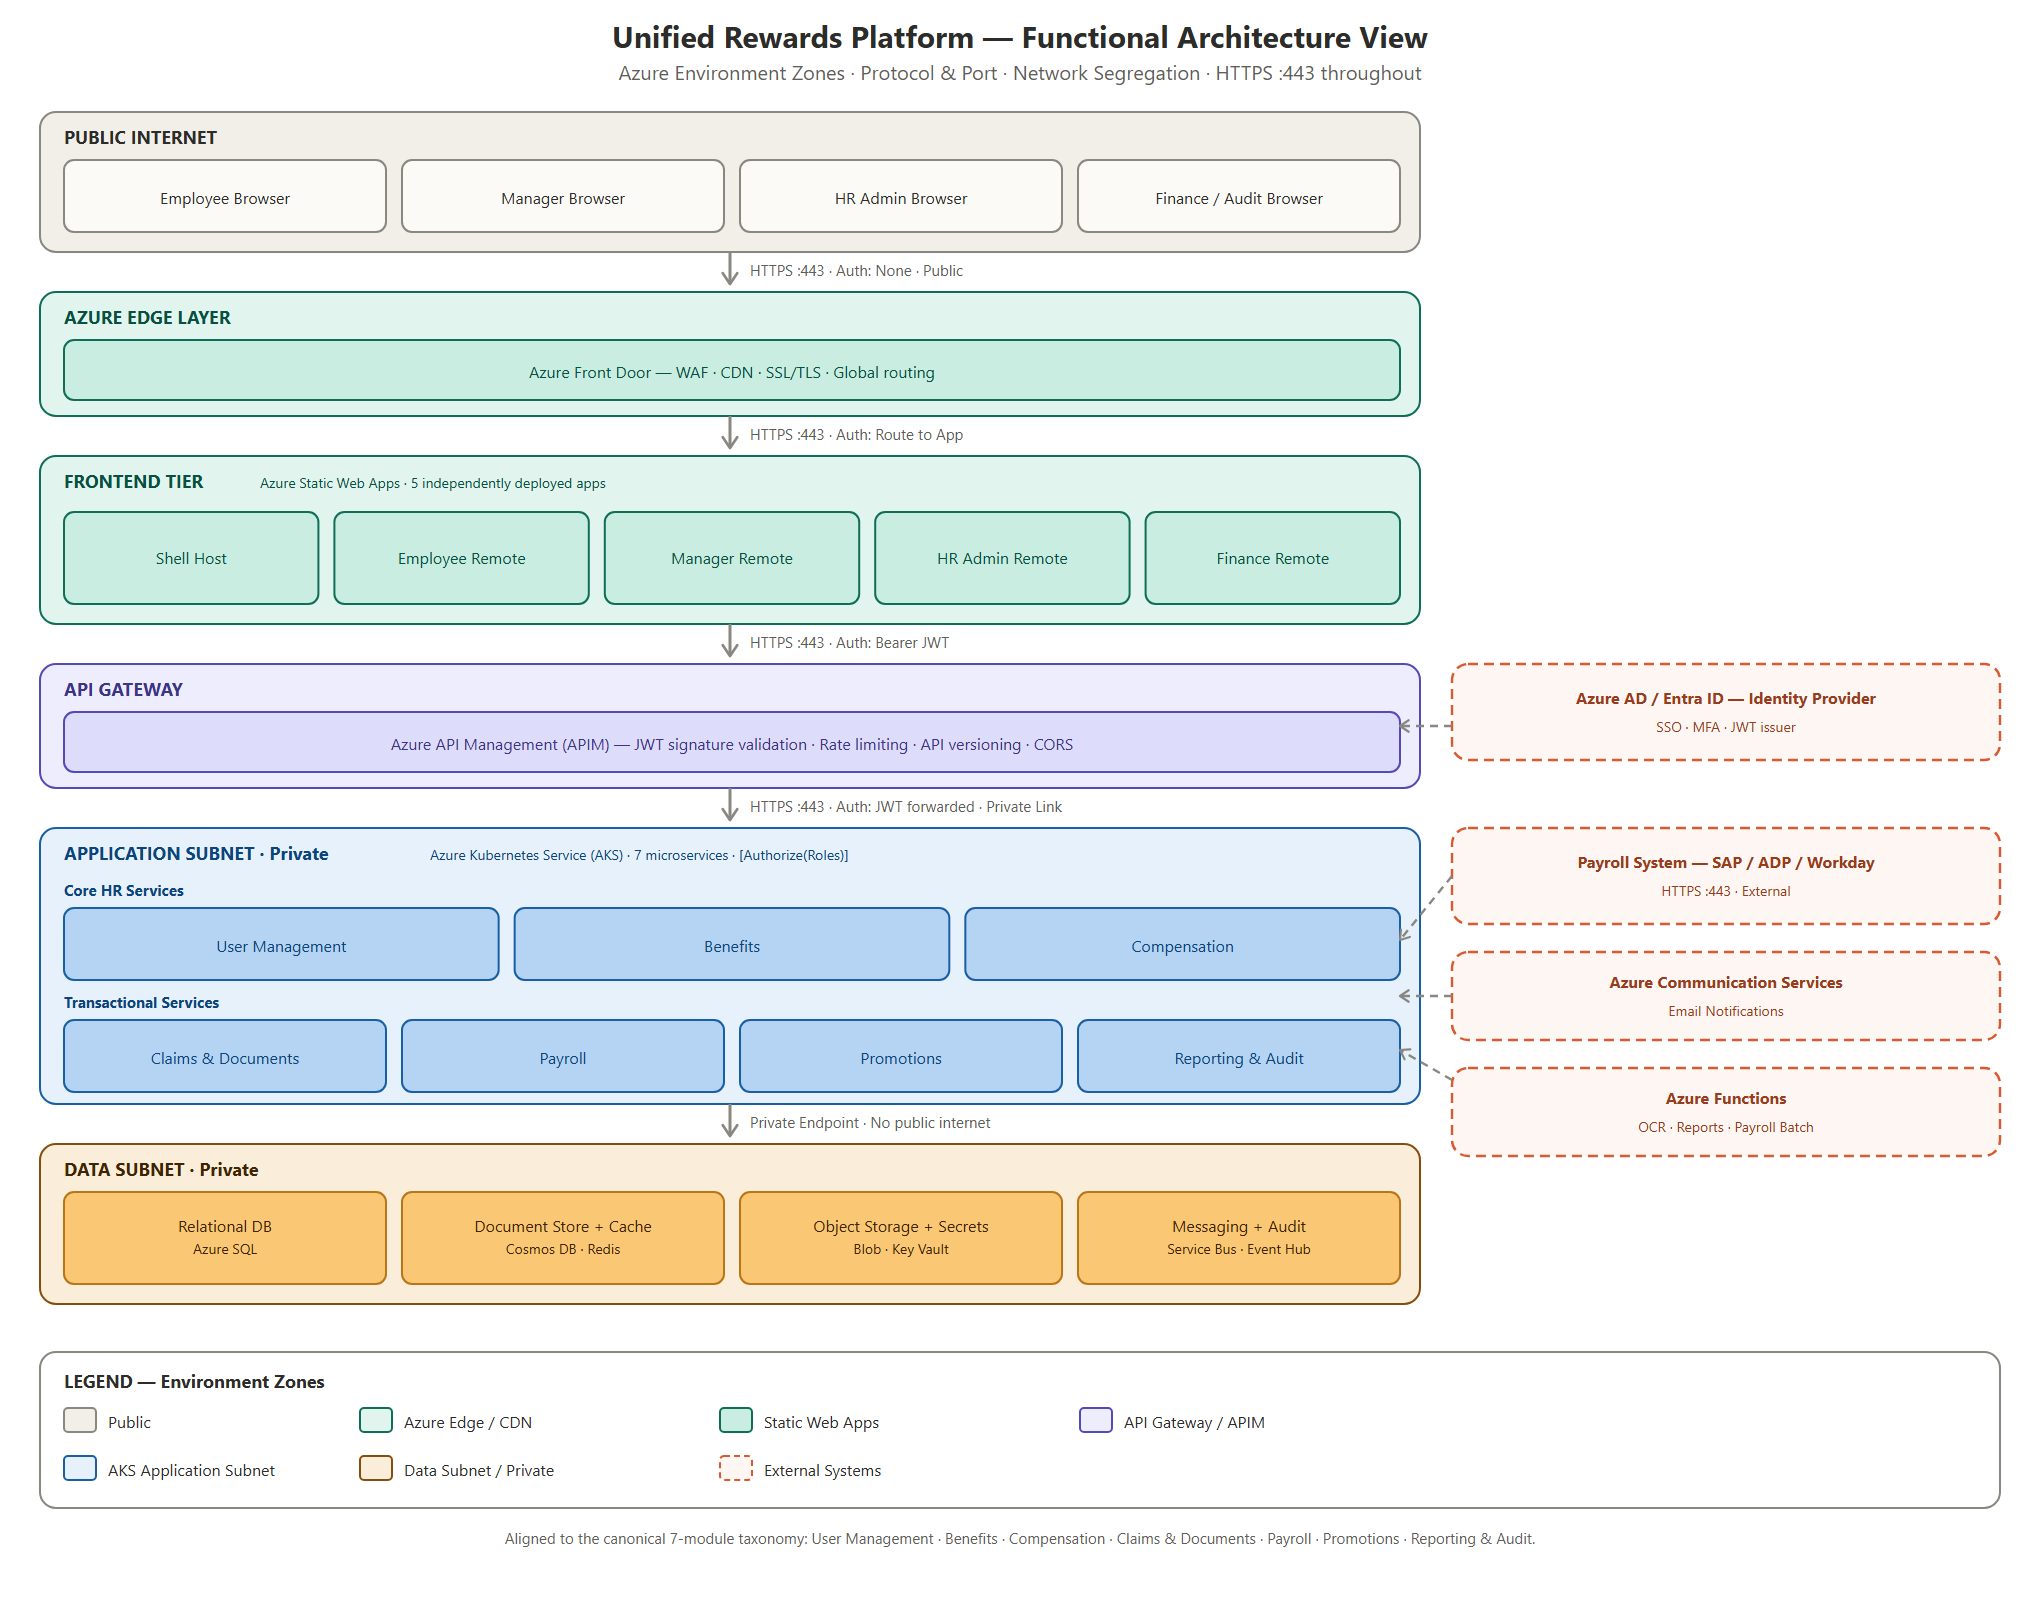 Unified Rewards Platform — Functional Architecture View
Azure Environment Zones · Protocol & Port · Network Segregation · HTTPS :443 throughout
PUBLIC INTERNET
Employee Browser
Manager Browser
HR Admin Browser
Finance / Audit Browser
HTTPS :443 · Auth: None · Public
AZURE EDGE LAYER
Azure Front Door — WAF · CDN · SSL/TLS · Global routing
HTTPS :443 · Auth: Route to App
FRONTEND TIER
Azure Static Web Apps · 5 independently deployed apps
Shell Host
Employee Remote
Manager Remote
HR Admin Remote
Finance Remote
HTTPS :443 · Auth: Bearer JWT
API GATEWAY
Azure API Management (APIM) — JWT signature validation · Rate limiting · API versioning · CORS
Azure AD / Entra ID — Identity Provider
SSO · MFA · JWT issuer
HTTPS :443 · Auth: JWT forwarded · Private Link
APPLICATION SUBNET · Private
Azure Kubernetes Service (AKS) · 7 microservices · [Authorize(Roles)]
Core HR Services
User Management
Benefits
Compensation
Transactional Services
Claims & Documents
Payroll
Promotions
Reporting & Audit
Payroll System — SAP / ADP / Workday
HTTPS :443 · External
Azure Communication Services
Email Notifications
Azure Functions
OCR · Reports · Payroll Batch
Private Endpoint · No public internet
DATA SUBNET · Private
Relational DB
Azure SQL
Document Store + Cache
Cosmos DB · Redis
Object Storage + Secrets
Blob · Key Vault
Messaging + Audit
Service Bus · Event Hub
LEGEND — Environment Zones
Public
Azure Edge / CDN
Static Web Apps
API Gateway / APIM
AKS Application Subnet
Data Subnet / Private
External Systems
Aligned to the canonical 7-module taxonomy: User Management · Benefits · Compensation · Claims & Documents · Payroll · Promotions · Reporting & Audit.